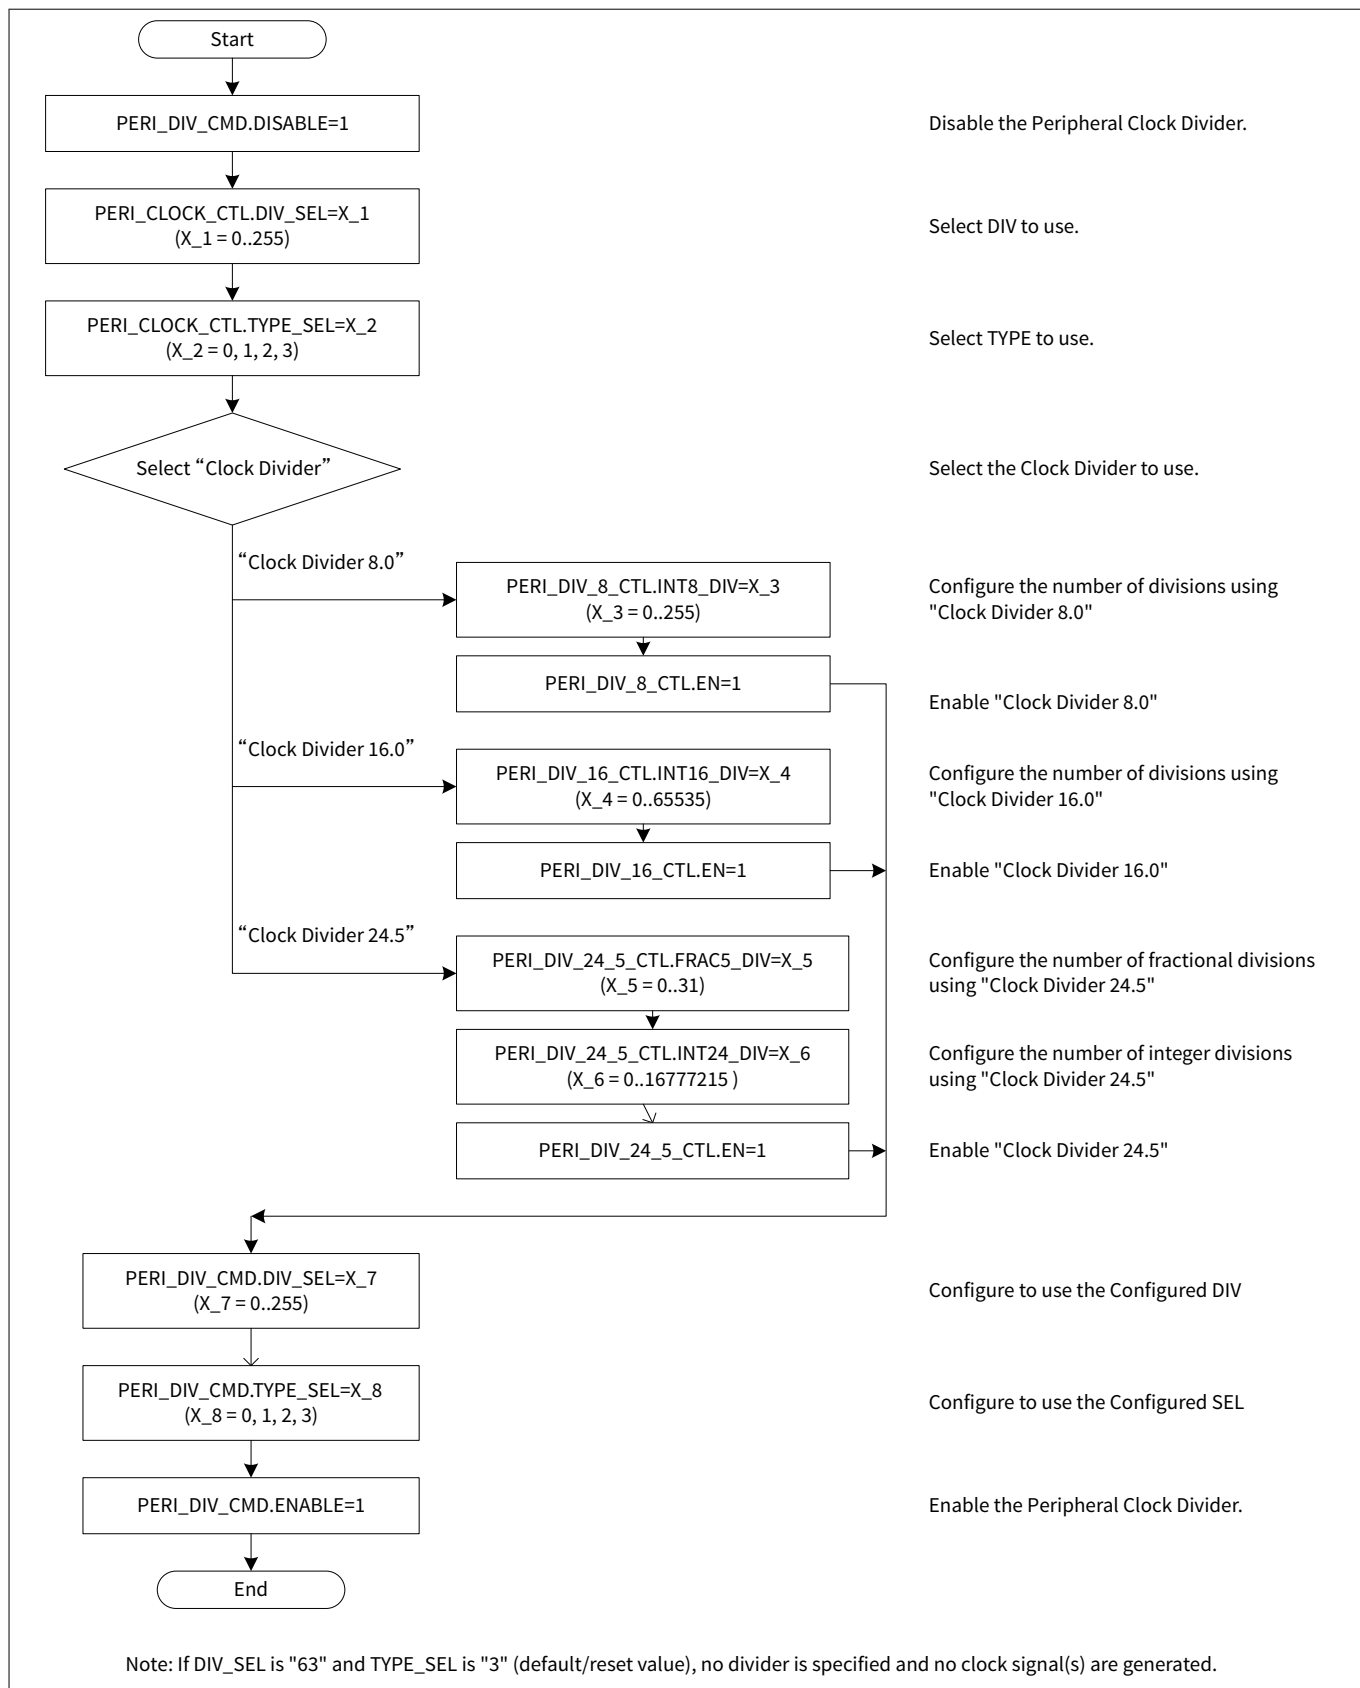 Start
PERI_DIV_CMD.DISABLE=1
Disable the Peripheral Clock Divider.
PERI_CLOCK_CTL.DIV_SEL=X_1
(X_1 = 0..255)
Select DIV to use.
PERI_CLOCK_CTL.TYPE_SEL=X_2
(X_2 = 0, 1, 2, 3)
Select TYPE to use.
Select “Clock Divider”
Select the Clock Divider to use.
“Clock Divider 8.0”
PERI_DIV_8_CTL.INT8_DIV=X_3
(X_3 = 0..255)
Configure the number of divisions using
"Clock Divider 8.0"
PERI_DIV_8_CTL.EN=1
Enable "Clock Divider 8.0"
“Clock Divider 16.0”
PERI_DIV_16_CTL.INT16_DIV=X_4
(X_4 = 0..65535)
Configure the number of divisions using
"Clock Divider 16.0"
PERI_DIV_16_CTL.EN=1
Enable "Clock Divider 16.0"
“Clock Divider 24.5”
PERI_DIV_24_5_CTL.FRAC5_DIV=X_5
(X_5 = 0..31)
Configure the number of fractional divisions
using "Clock Divider 24.5"
PERI_DIV_24_5_CTL.INT24_DIV=X_6
(X_6 = 0..16777215 )
Configure the number of integer divisions
using "Clock Divider 24.5"
PERI_DIV_24_5_CTL.EN=1
Enable "Clock Divider 24.5"
PERI_DIV_CMD.DIV_SEL=X_7
(X_7 = 0..255)
Configure to use the Configured DIV
PERI_DIV_CMD.TYPE_SEL=X_8
(X_8 = 0, 1, 2, 3)
Configure to use the Configured SEL
PERI_DIV_CMD.ENABLE=1
Enable the Peripheral Clock Divider.
End
Note: If DIV_SEL is "63" and TYPE_SEL is "3" (default/reset value), no divider is specified and no clock signal(s) are generated.